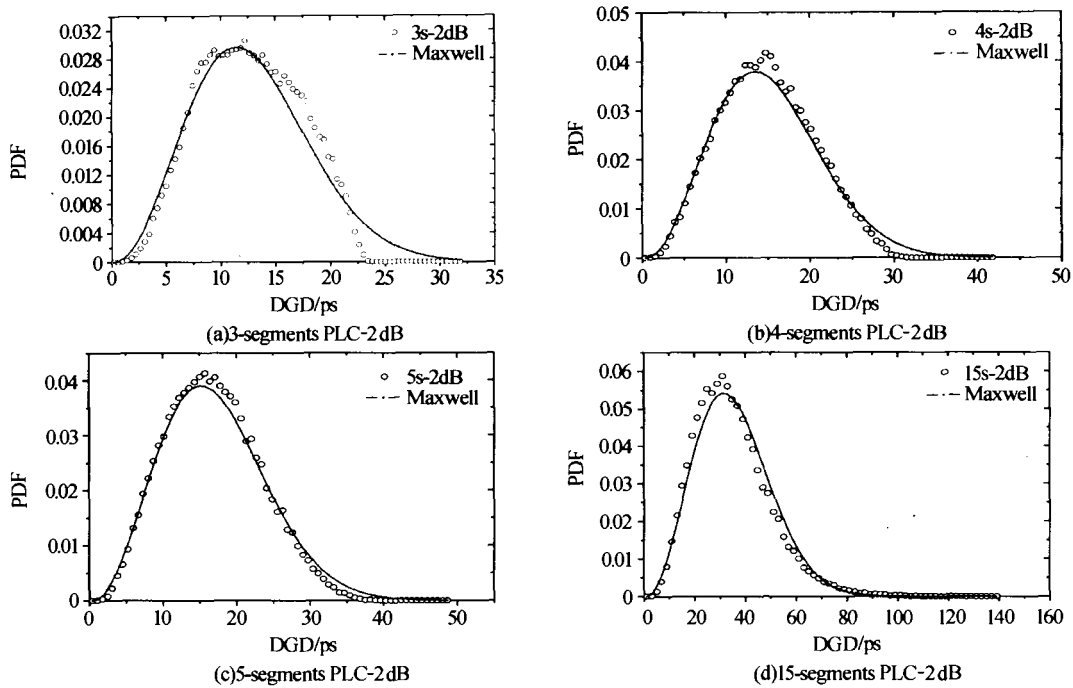 0.030
0.028
0.024
0.020
0.016
0.012
0.008
0.004
0
PDF
3s-2dB
Maxwell
0 5 10 15 20 25 30 35
DGD/ps
(a)3-segments PLC-2dB
0.05
0.04
0.03
0.02
0.01
0
PDF
4s-2dB
Maxwell
0 10 20 30 40 50
DGD/ps
(b)4-segments PLC-2dB
0.04
0.03
0.02
0.01
0
PDF
5s-2dB
Maxwell
0 10 20 30 40 50
DGD/ps
(c)5-segments PLC-2dB
0.06
0.05
0.04
0.03
0.02
0.01
0
PDF
15s-2dB
Maxwell
0 20 40 60 80 100 120 140 160
DGD/ps
(d)15-segments PLC-2dB